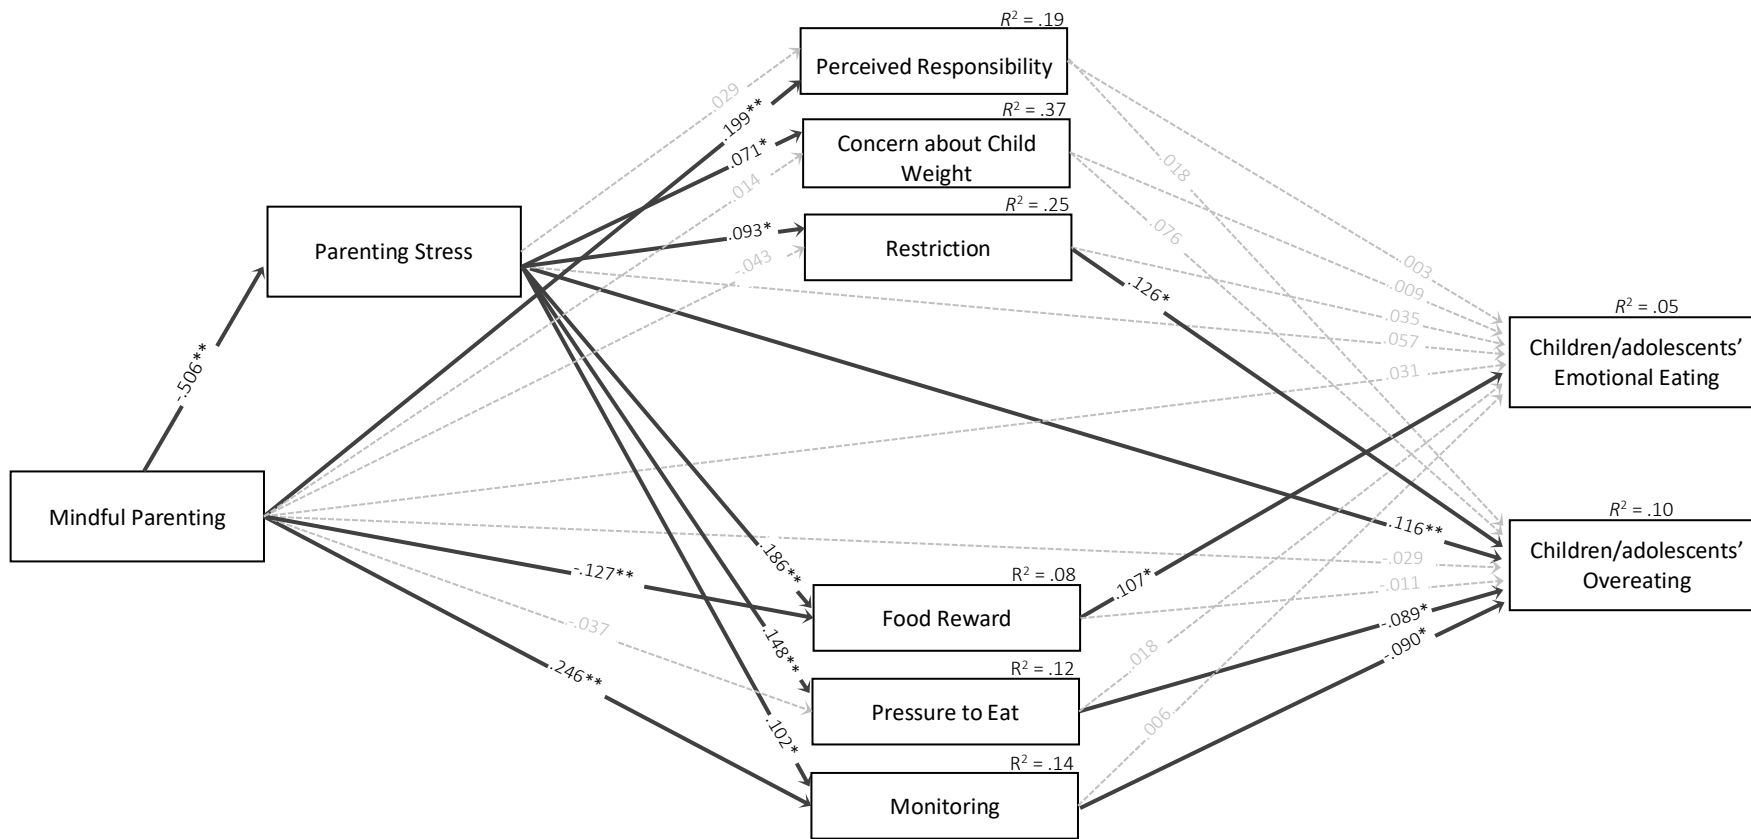 R² = .19
Perceived Responsibility
R² = .37
Concern about Child
Weight
R² = .25
Restriction
Parenting Stress
Mindful Parenting
R² = .08
Food Reward
R² = .12
Pressure to Eat
R² = .14
Monitoring
R² = .05
Children/adolescents’
Emotional Eating
R² = .10
Children/adolescents’
Overeating
-.506**
.029
.199**
.071*
.014
.093*
-.043
.186**
.148**
.102*
-.127**
-.037
.246**
.018
.076
.126*
.003
.009
.035
.057
.031
.116**
-.029
-.011
.107*
.018
.006
-.089*
-.090*